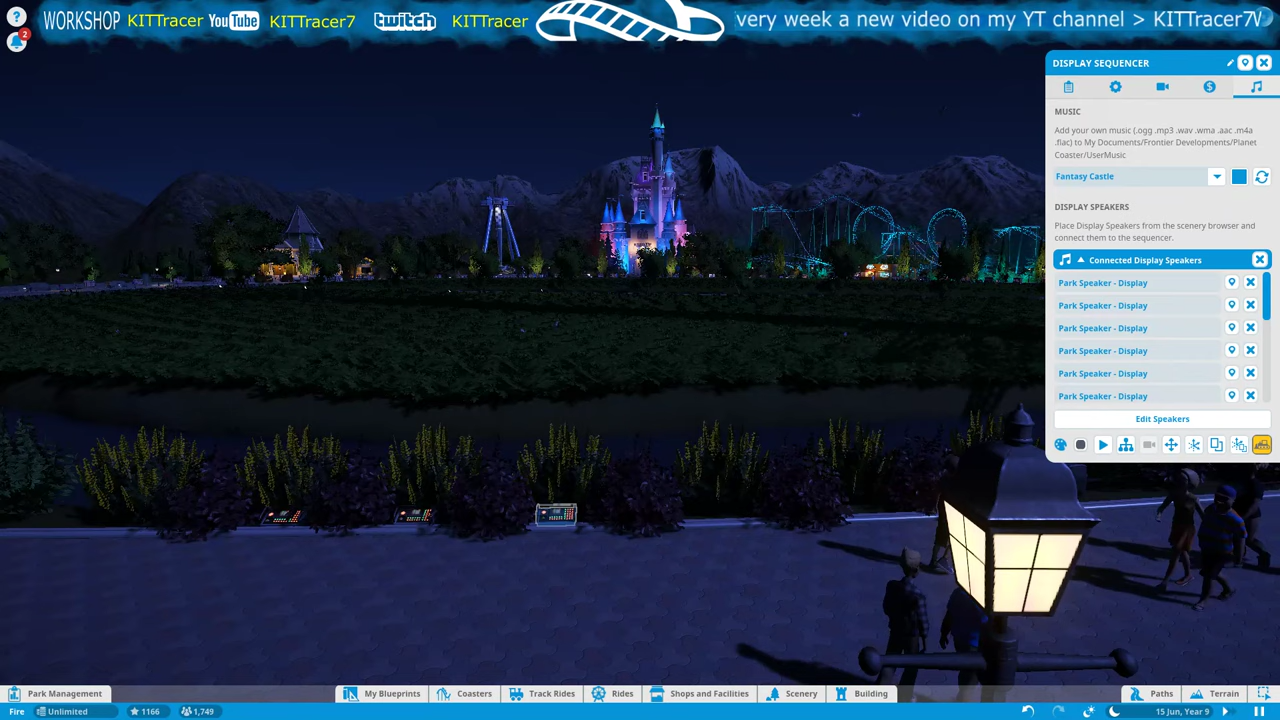 ?
2
WORKSHOP KITTracer YouTube KITTracer7 twitch KITTracer
very week a new video on my YT channel > KITTracer7
DISPLAY SEQUENCER
MUSIC
Add your own music (.ogg .mp3 .wav .wma .aac .m4a
.flac) to My Documents/Frontier Developments/Planet
Coaster/UserMusic
Fantasy Castle
DISPLAY SPEAKERS
Place Display Speakers from the scenery browser and
connect them to the sequencer.
Connected Display Speakers
Park Speaker - Display
Park Speaker - Display
Park Speaker - Display
Park Speaker - Display
Park Speaker - Display
Park Speaker - Display
Edit Speakers
Park Management
My Blueprints
Coasters
Track Rides
Rides
Shops and Facilities
Scenery
Building
Paths
Terrain
Fire
Unlimited
1166
1,749
15 Jun, Year 9